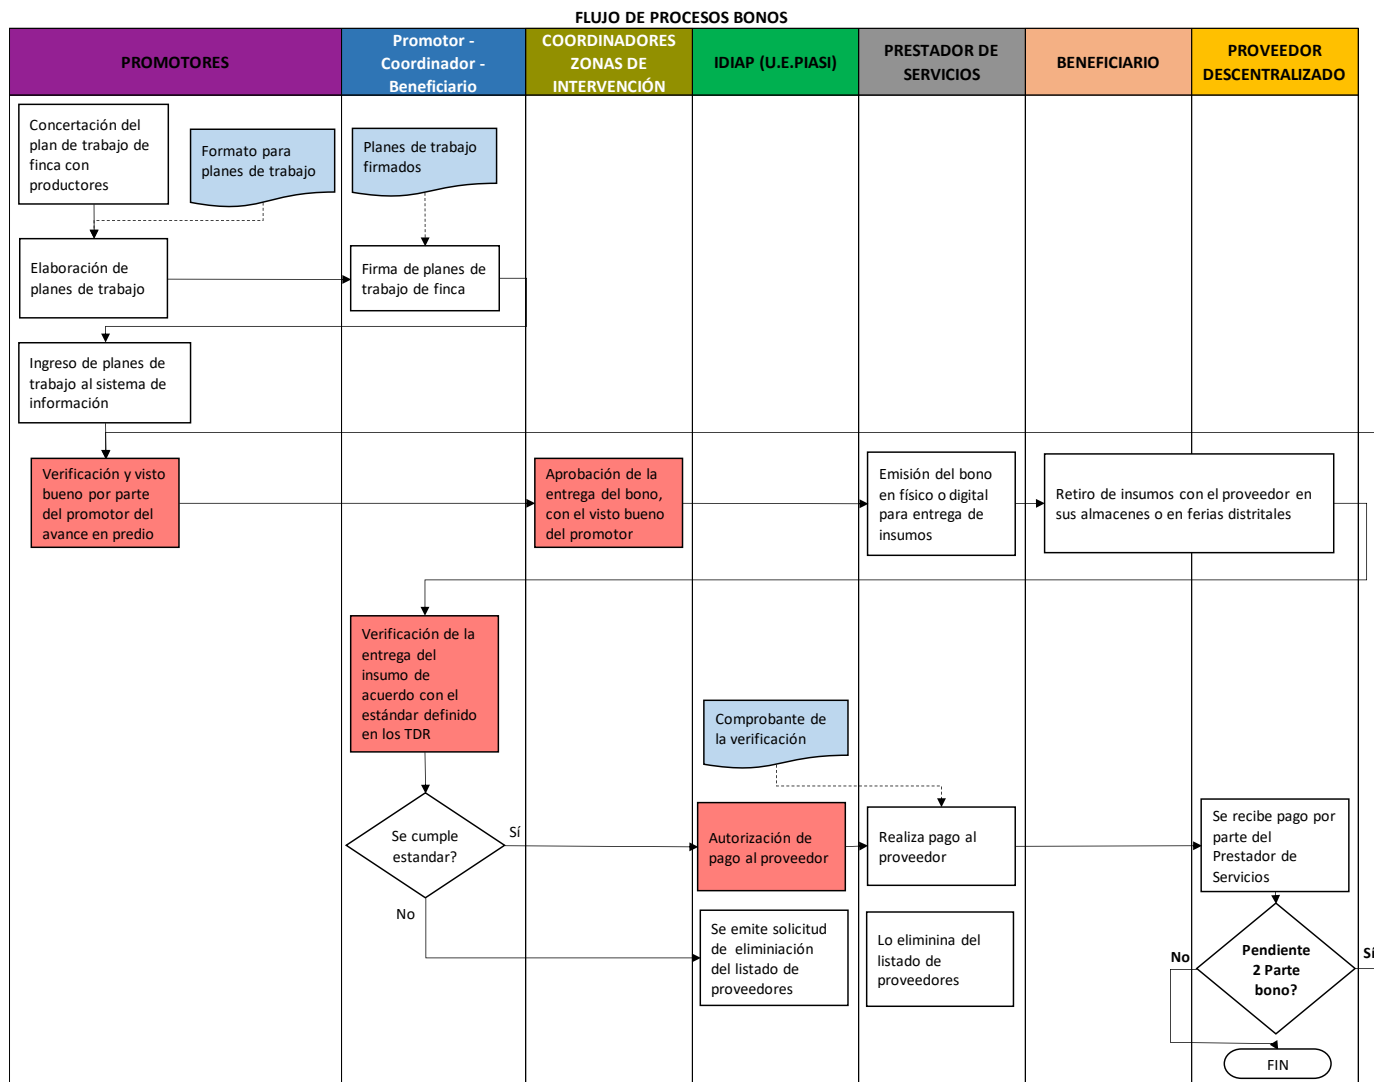 FLUJO DE PROCESOS BONOS
PROMOTORES
Promotor -
Coordinador -
Beneficiario
COORDINADORES
ZONAS DE
INTERVENCIÓN
IDIAP (U.E.PIASI)
PRESTADOR DE
SERVICIOS
BENEFICIARIO
PROVEEDOR
DESCENTRALIZADO
Concertación del
plan de trabajo de
finca con
productores
Formato para
planes de trabajo
Planes de trabajo
firmados
Elaboración de
planes de trabajo
Firma de planes de
trabajo de finca
Ingreso de planes de
trabajo al sistema de
información
Verificación y visto
bueno por parte
del promotor del
avance en predio
Aprobación de la
entrega del bono,
con el visto bueno
del promotor
Emisión del bono
en físico o digital
para entrega de
insumos
Retiro de insumos con el proveedor en
sus almacenes o en ferias distritales
Verificación de la
entrega del
insumo de
acuerdo con el
estándar definido
en los TDR
Comprobante de
la verificación
Se cumple
estandar?
Sí
No
Autorización de
pago al proveedor
Realiza pago al
proveedor
Se recibe pago por
parte del
Prestador de
Servicios
Se emite solicitud
de eliminiación
del listado de
proveedores
Lo eliminina del
listado de
proveedores
Pendiente
2 Parte
bono?
No
Sí
FIN